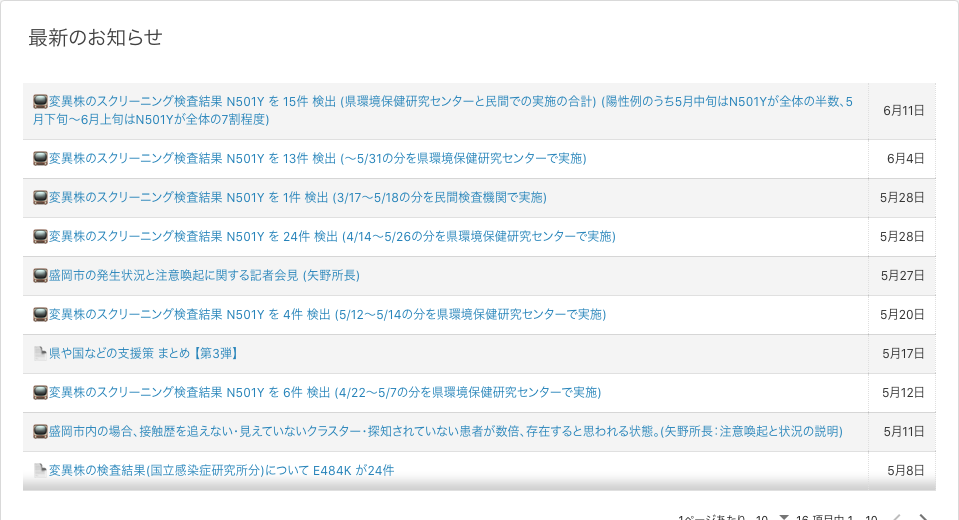 最新のお知らせ
変異株のスクリーニング検査結果 N501Y を 15件 検出 (県環境保健研究センターと民間での実施の合計) (陽性例のうち5月中旬はN501Yが全体の半数、5
月下旬〜6月上旬はN501Yが全体の7割程度)
6月11日
変異株のスクリーニング検査結果 N501Y を 13件 検出 (〜5/31の分を県環境保健研究センターで実施)
6月4日
変異株のスクリーニング検査結果 N501Y を 1件 検出 (3/17〜5/18の分を民間検査機関で実施)
5月28日
変異株のスクリーニング検査結果 N501Y を 24件 検出 (4/14〜5/26の分を県環境保健研究センターで実施)
5月28日
盛岡市の発生状況と注意喚起に関する記者会見 (矢野所長)
5月27日
変異株のスクリーニング検査結果 N501Y を 4件 検出 (5/12〜5/14の分を県環境保健研究センターで実施)
5月20日
県や国などの支援策 まとめ【第3弾】
5月17日
変異株のスクリーニング検査結果 N501Y を 6件 検出 (4/22〜5/7の分を県環境保健研究センターで実施)
5月12日
盛岡市内の場合、接触歴を追えない・見えていないクラスター・探知されていない患者が数倍、存在すると思われる状態。(矢野所長：注意喚起と状況の説明)
5月11日
変異株の検査結果(国立感染症研究所分)について E484K が24件
5月8日
1ページあたり 10 16 項目中 1 - 10